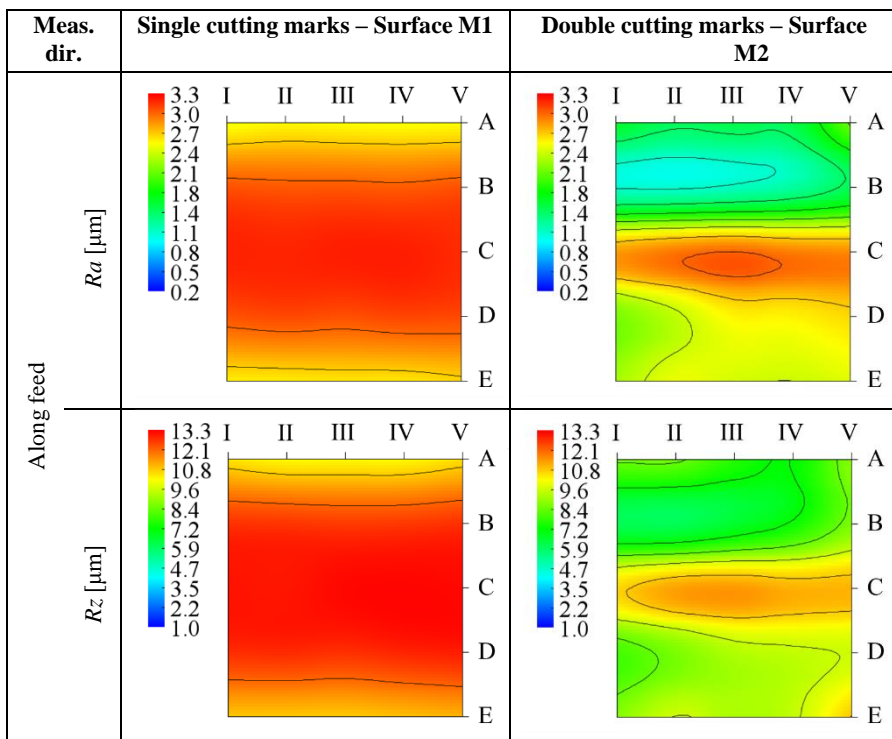 Meas. dir.
Single cutting marks – Surface M1
Double cutting marks – Surface M2
Along feed
Ra [µm]
I II III IV V
3.3
3.0
2.7
2.4
2.1
1.8
1.4
1.1
0.8
0.5
0.2
A
B
C
D
E
I II III IV V
3.3
3.0
2.7
2.4
2.1
1.8
1.4
1.1
0.8
0.5
0.2
A
B
C
D
E
Rz [µm]
I II III IV V
13.3
12.1
10.8
9.6
8.4
7.2
5.9
4.7
3.5
2.2
1.0
A
B
C
D
E
I II III IV V
13.3
12.1
10.8
9.6
8.4
7.2
5.9
4.7
3.5
2.2
1.0
A
B
C
D
E